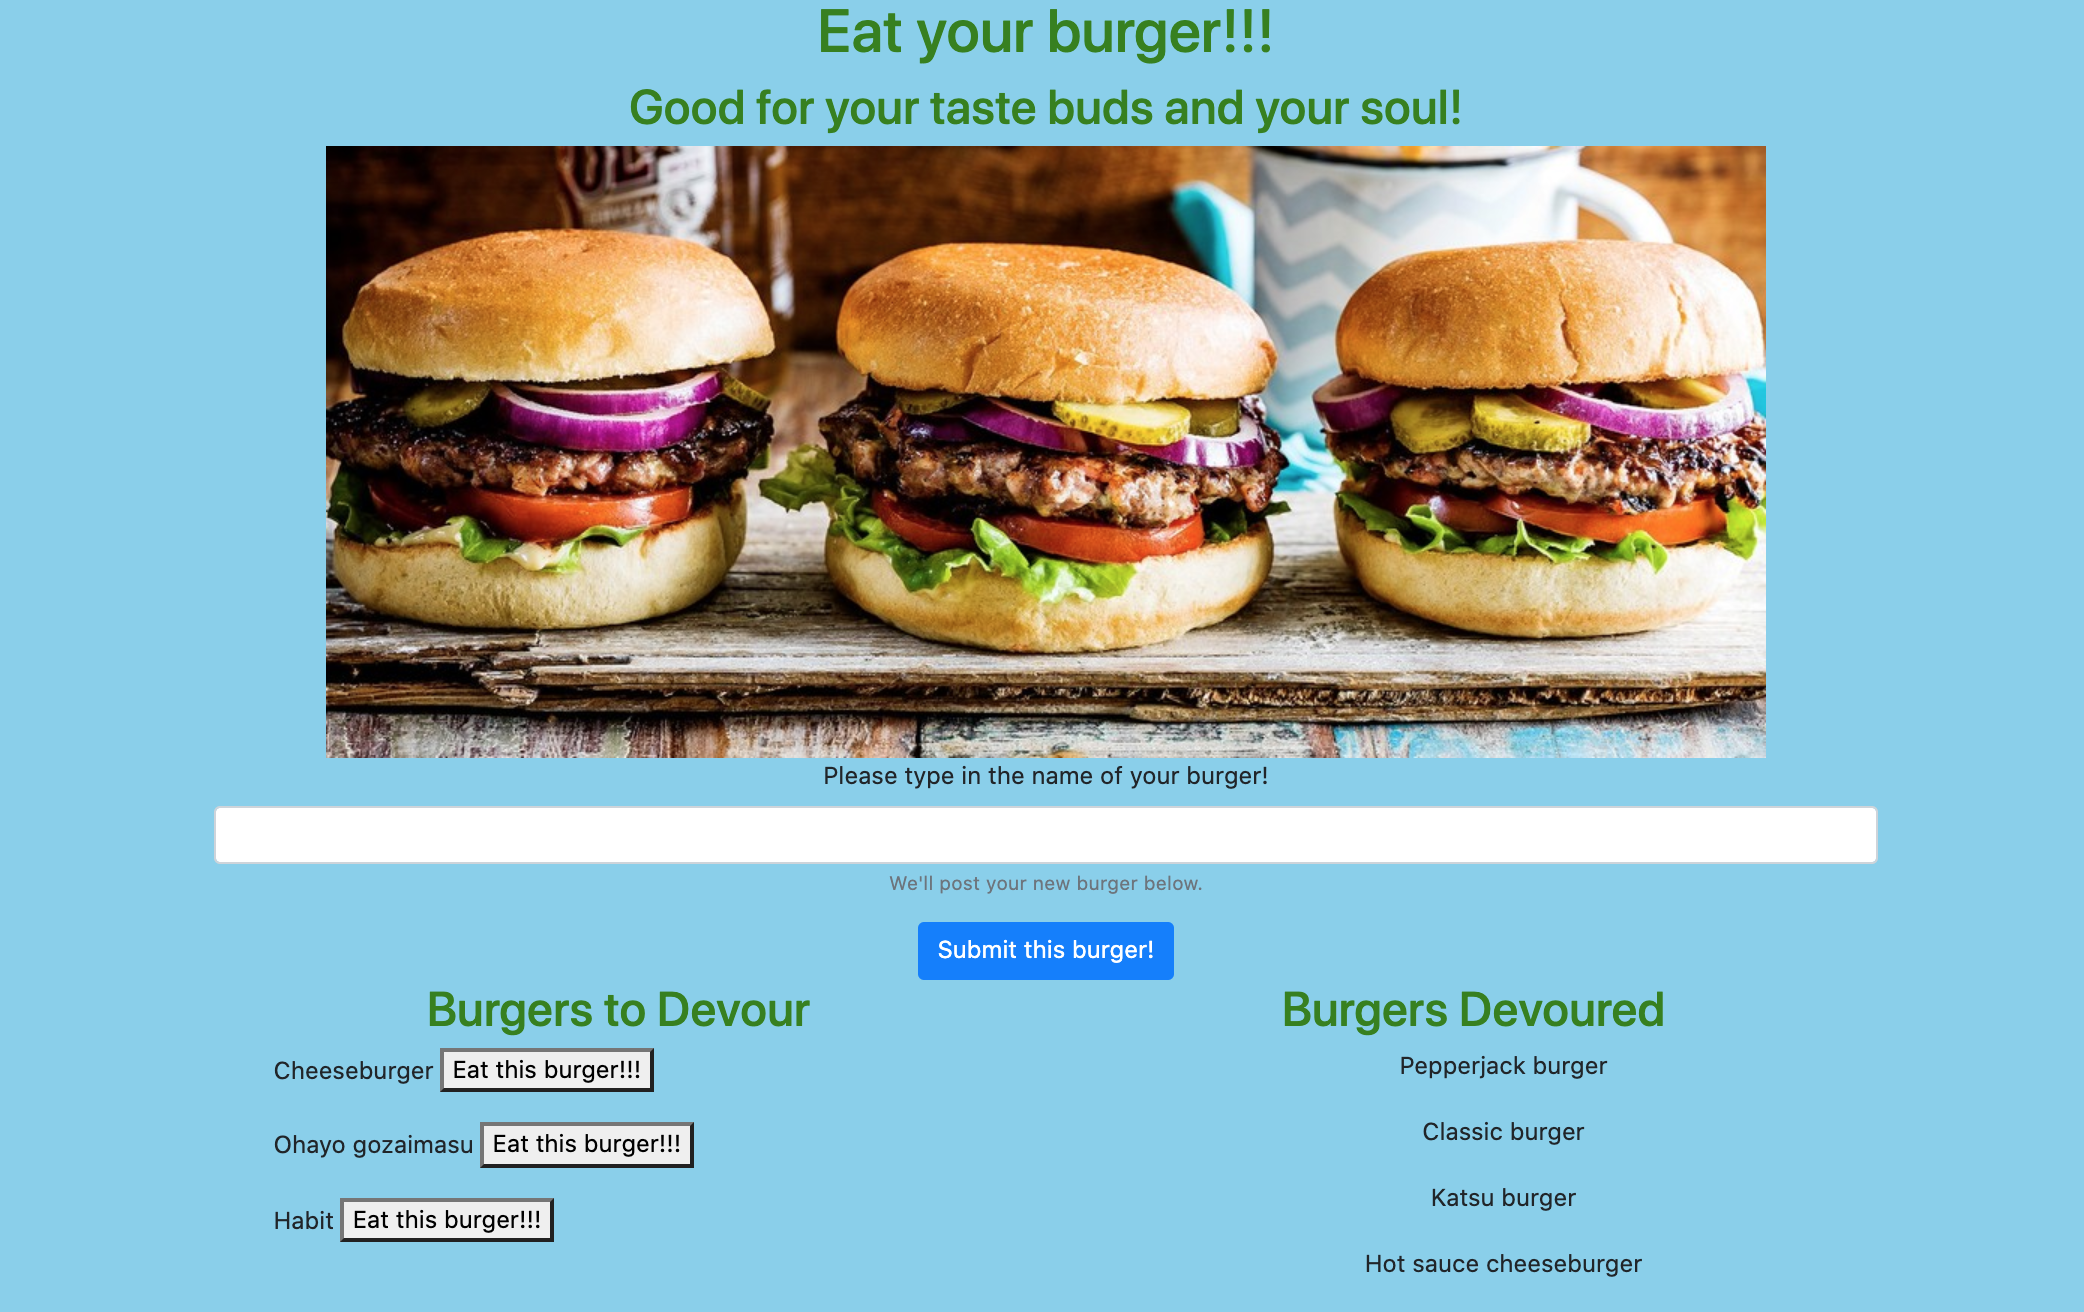 Eat your burger!!!
Good for your taste buds and your soul!
Please type in the name of your burger!
We'll post your new burger below.
Submit this burger!
Burgers to Devour
Cheeseburger Eat this burger!!!
Ohayo gozaimasu Eat this burger!!!
Habit Eat this burger!!!
Burgers Devoured
Pepperjack burger
Classic burger
Katsu burger
Hot sauce cheeseburger